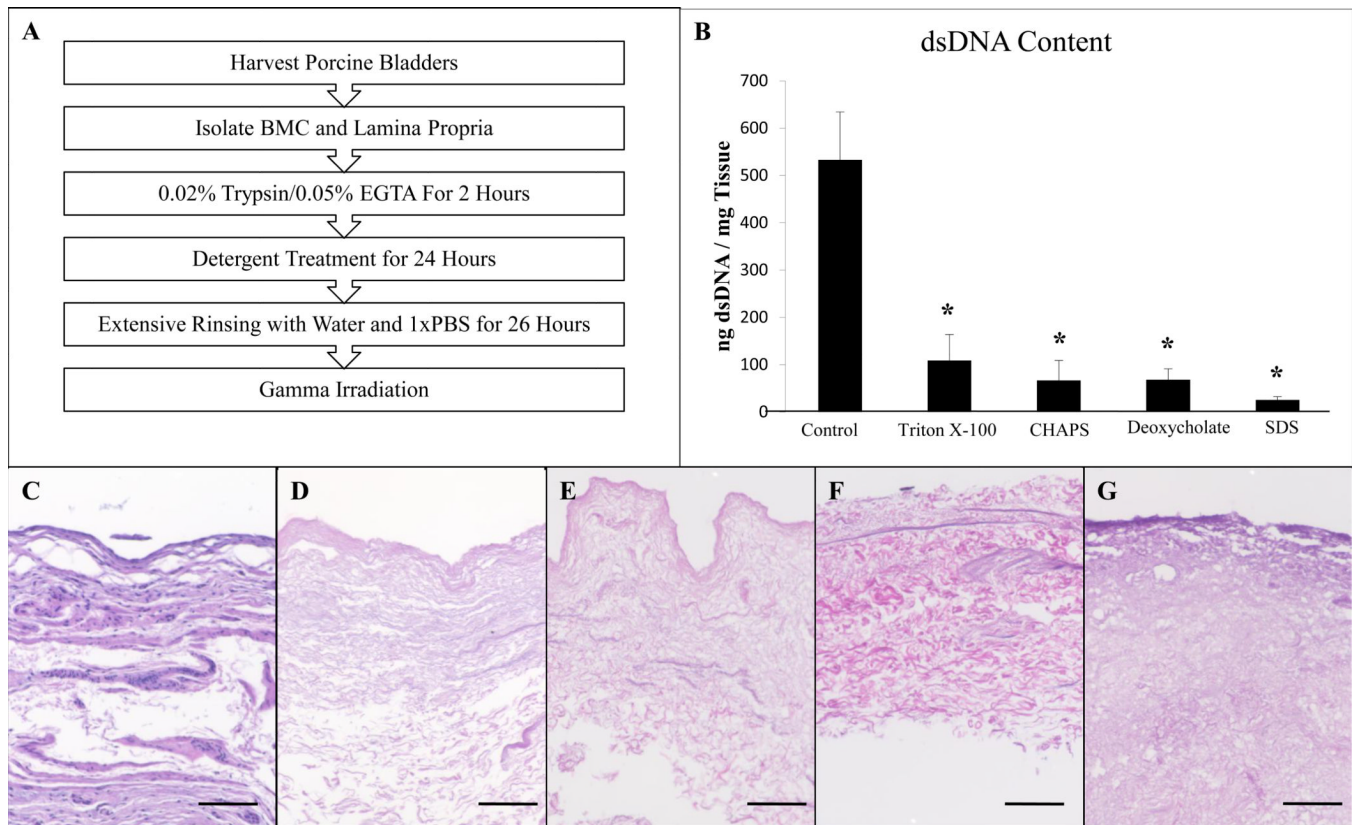 A
Harvest Porcine Bladders
Isolate BMC and Lamina Propria
0.02% Trypsin/0.05% EGTA For 2 Hours
Detergent Treatment for 24 Hours
Extensive Rinsing with Water and 1xPBS for 26 Hours
Gamma Irradiation
B
dsDNA Content
ng dsDNA / mg Tissue
700
600
500
400
300
200
100
0
* * * *
Control Triton X-100 CHAPS Deoxycholate SDS
C D E F G